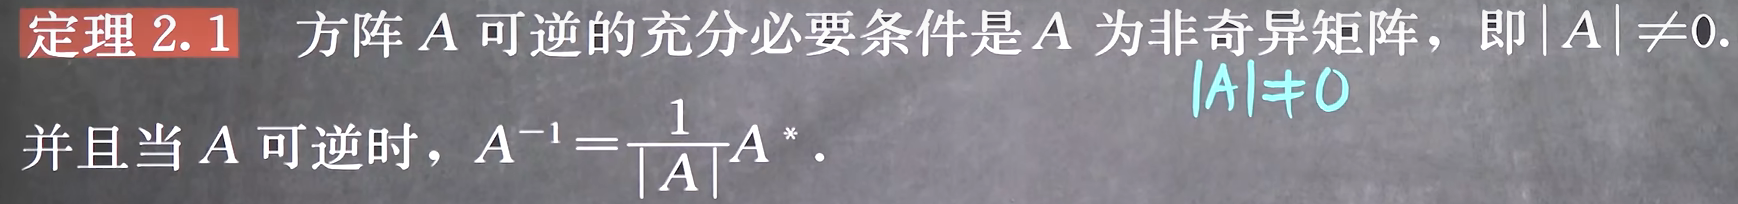 定理 2.1 方阵 A 可逆的充分必要条件是 A 为非奇异矩阵，即|A|≠0.
|A|≠0
并且当 A 可逆时，A⁻¹=1/|A| A*.